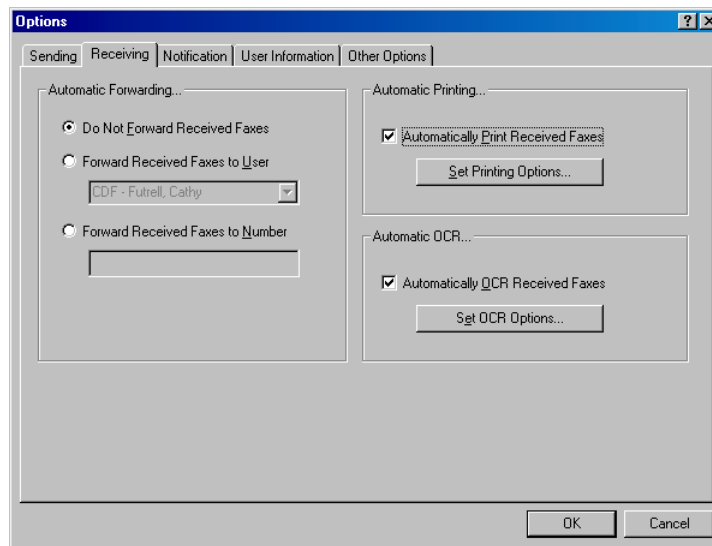 Options
Sending Receiving Notification User Information Other Options
Automatic Forwarding...
Do Not Forward Received Faxes
Forward Received Faxes to User
CDF - Futrell, Cathy
Forward Received Faxes to Number
Automatic Printing...
Automatically Print Received Faxes
Set Printing Options...
Automatic OCR...
Automatically OCR Received Faxes
Set OCR Options...
OK Cancel